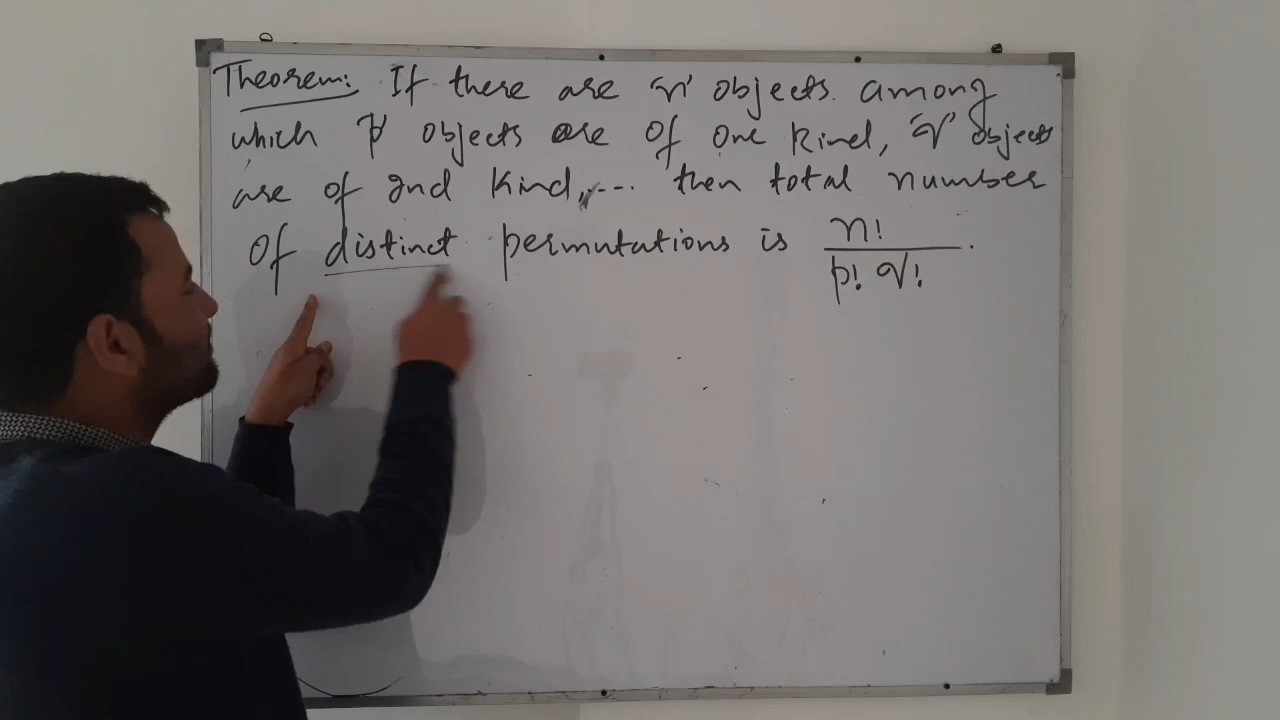 Theorem: If there are 'n' objects among
which 'p' objects are of one kind, 'q' objects
are of 2nd kind, ... then total number
of distinct permutations is n! / p! q! .